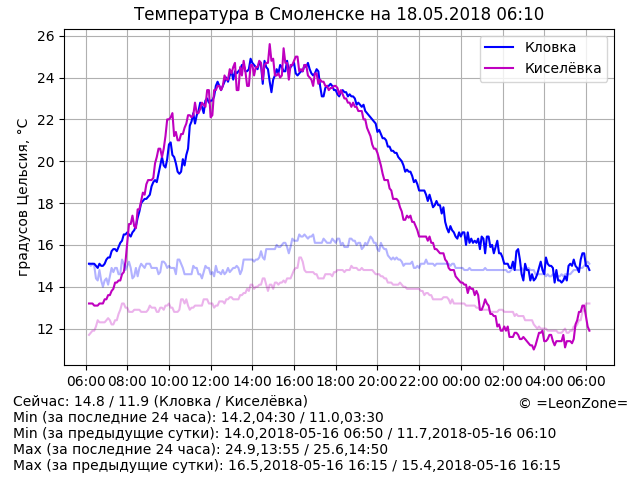 Температура в Смоленске на 18.05.2018 06:10
градусов Цельсия, °C
26
24
22
20
18
16
14
12
Кловка
Киселёвка
06:00 08:00 10:00 12:00 14:00 16:00 18:00 20:00 22:00 00:00 02:00 04:00 06:00
Сейчас: 14.8 / 11.9 (Кловка / Киселёвка)
© =LeonZone=
Min (за последние 24 часа): 14.2,04:30 / 11.0,03:30
Min (за предыдущие сутки): 14.0,2018-05-16 06:50 / 11.7,2018-05-16 06:10
Max (за последние 24 часа): 24.9,13:55 / 25.6,14:50
Max (за предыдущие сутки): 16.5,2018-05-16 16:15 / 15.4,2018-05-16 16:15